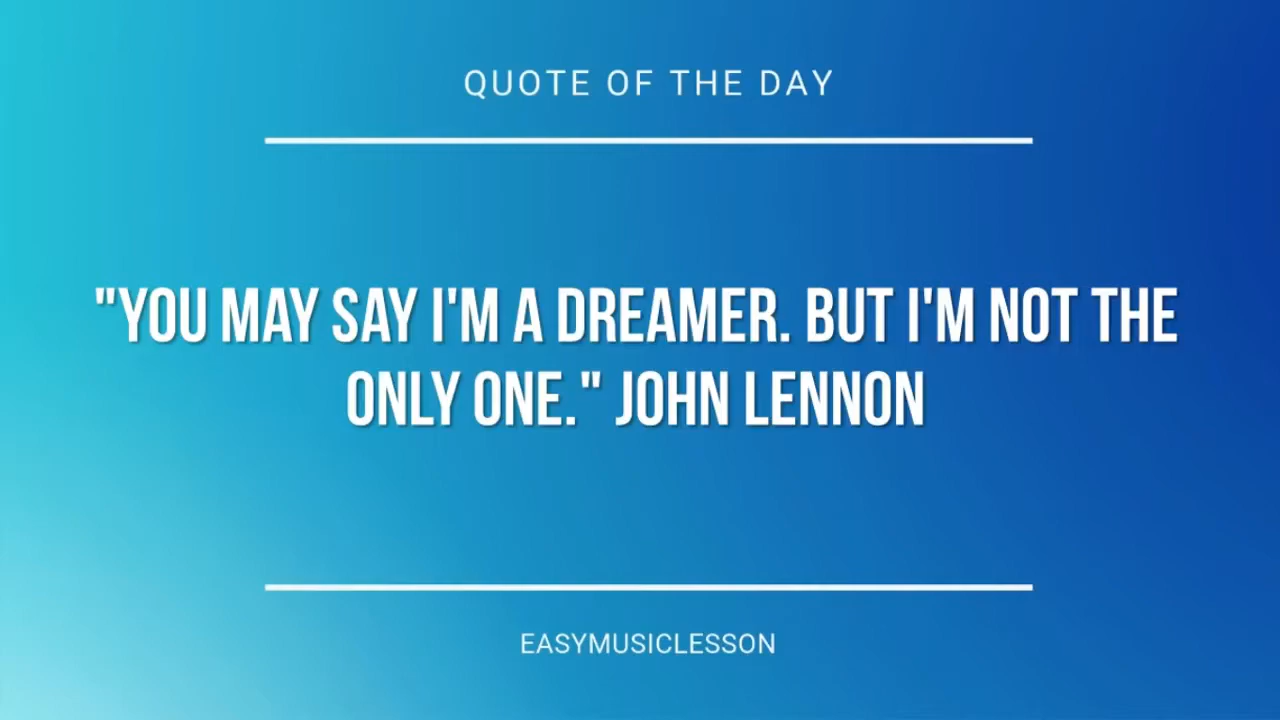 QUOTE OF THE DAY
"YOU MAY SAY I'M A DREAMER. BUT I'M NOT THE
ONLY ONE." JOHN LENNON
EASYMUSICLESSON